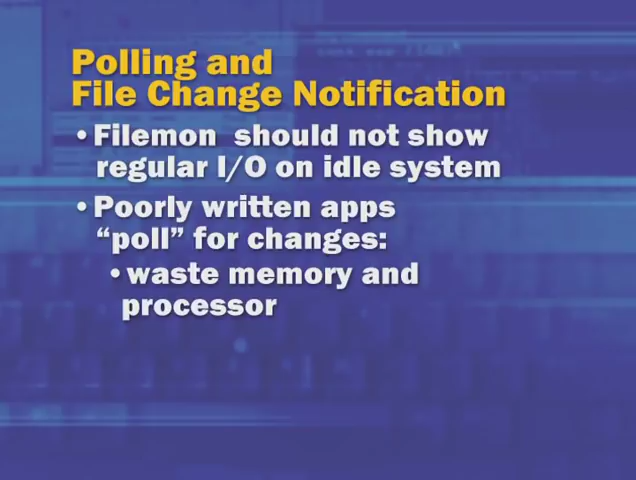 Polling and
File Change Notification
• Filemon should not show
regular I/O on idle system
• Poorly written apps
“poll” for changes:
• waste memory and
processor